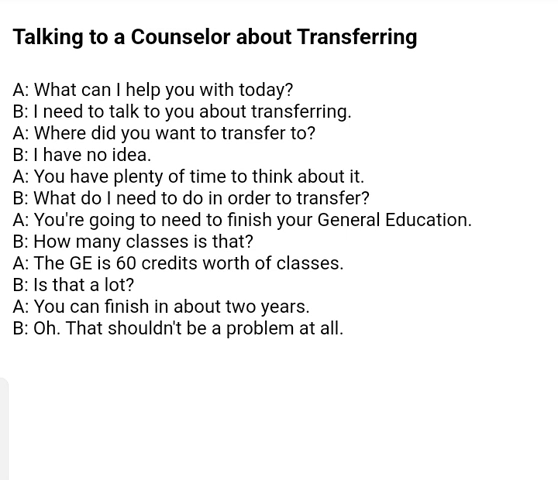 Talking to a Counselor about Transferring
A: What can I help you with today?
B: I need to talk to you about transferring.
A: Where did you want to transfer to?
B: I have no idea.
A: You have plenty of time to think about it.
B: What do I need to do in order to transfer?
A: You're going to need to finish your General Education.
B: How many classes is that?
A: The GE is 60 credits worth of classes.
B: Is that a lot?
A: You can finish in about two years.
B: Oh. That shouldn't be a problem at all.